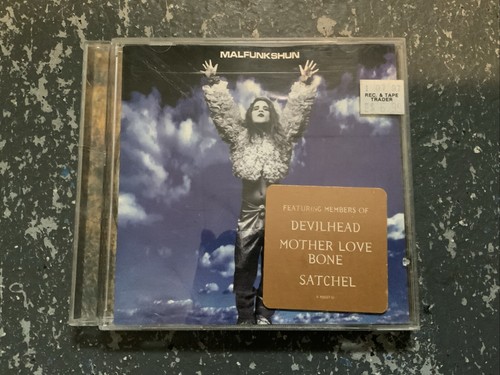 MALFUNKSHUN
REC. & TAPE
TRADER
FEATURING MEMBERS OF
DEVILHEAD
MOTHER LOVE
BONE
SATCHEL